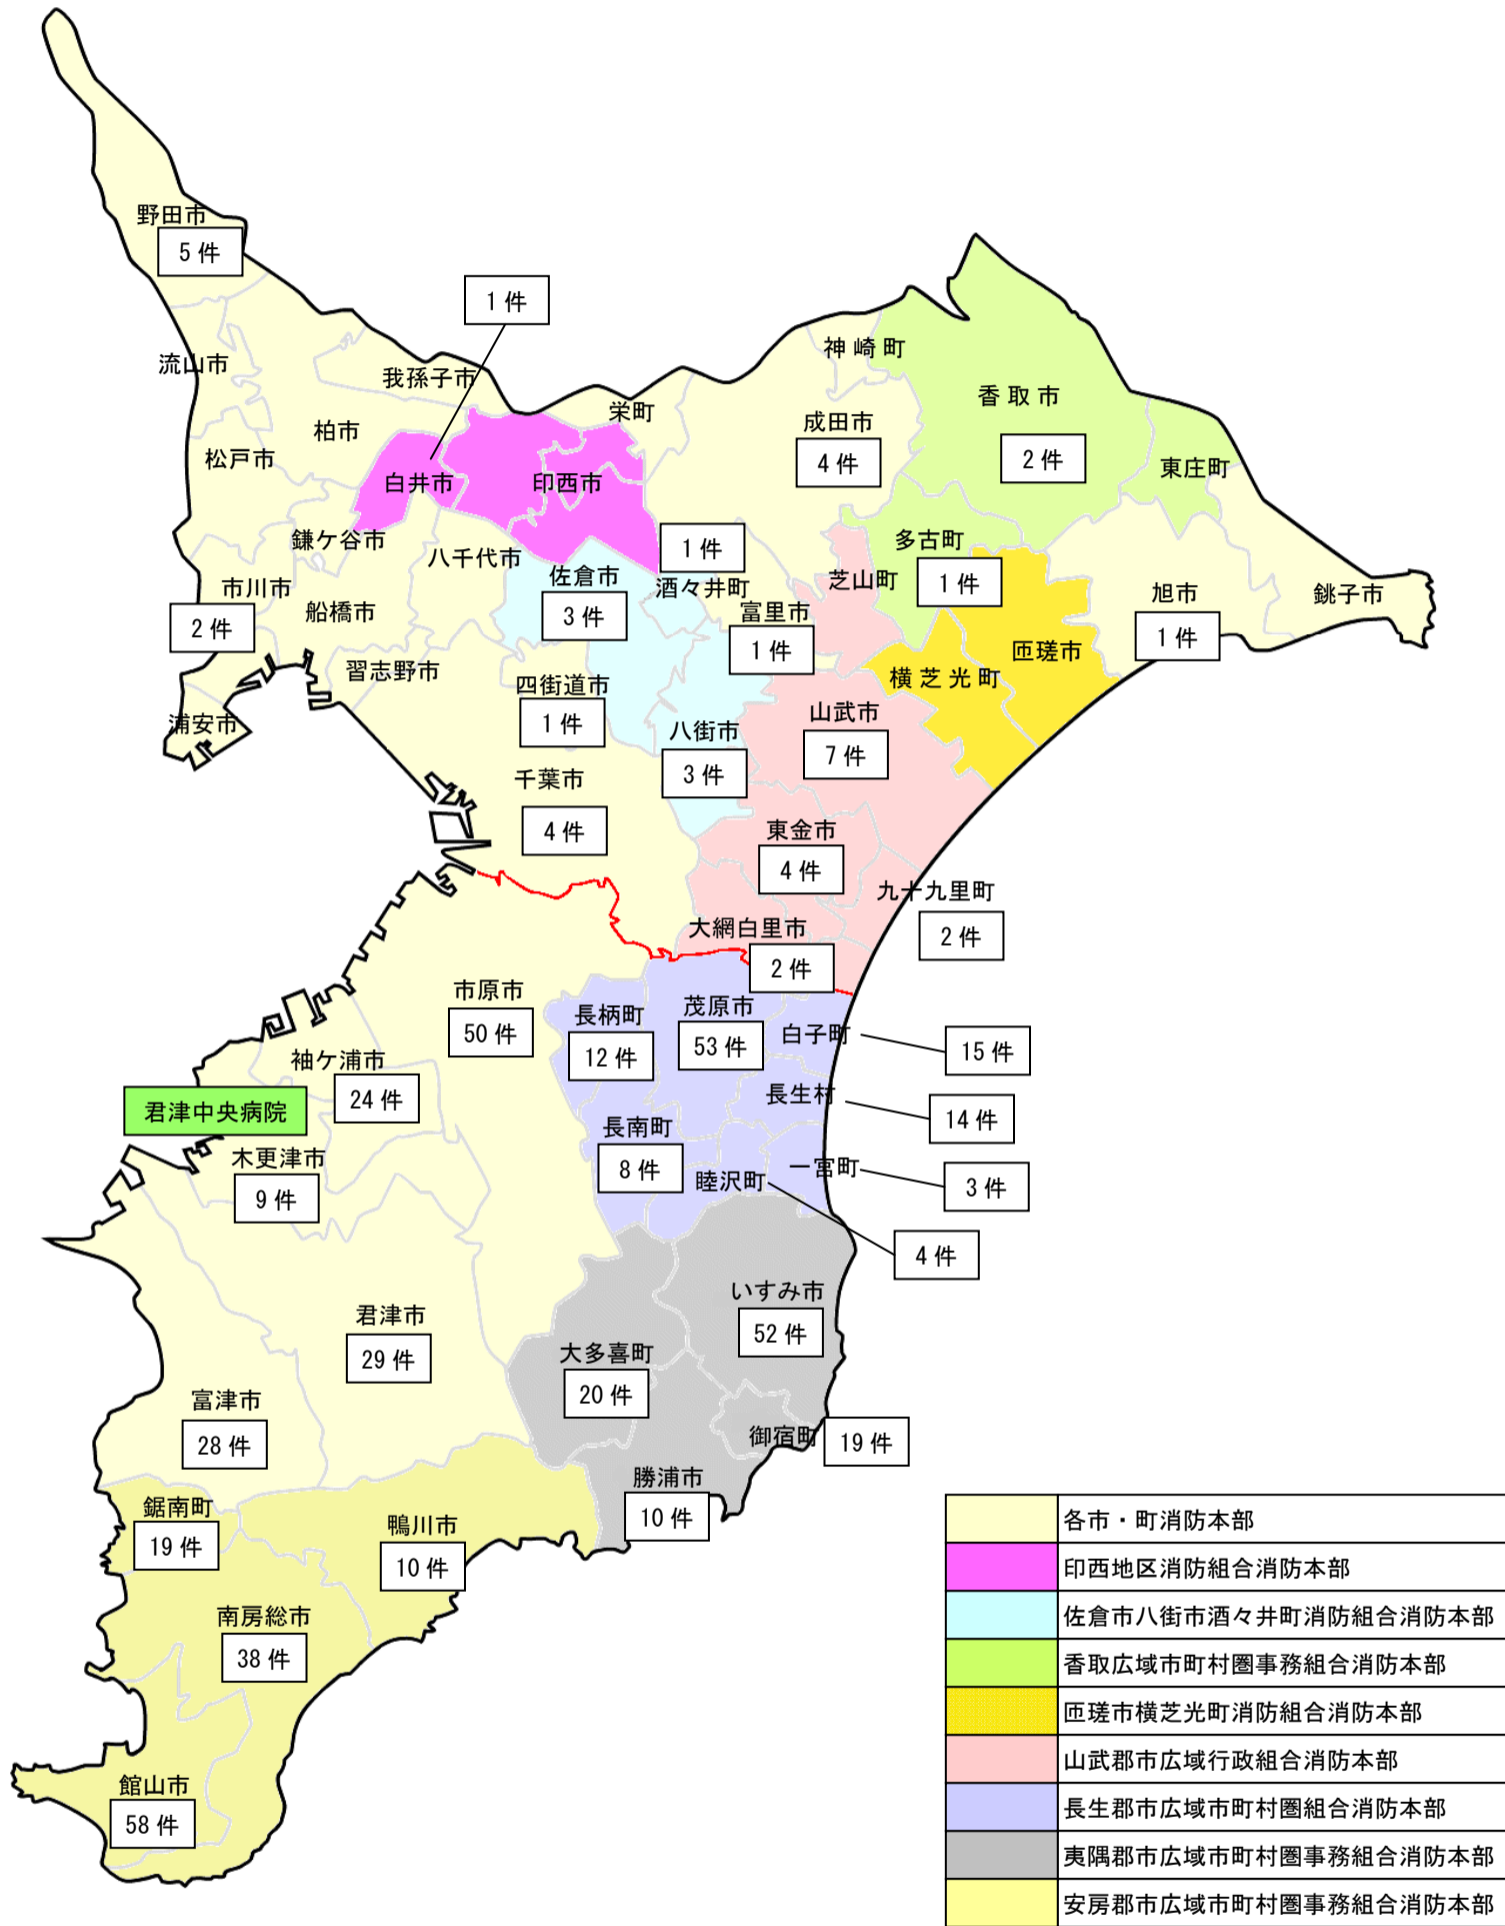 野田市
5 件
1 件
流山市
我孫子市
神崎町
香取市
栄町
柏市
成田市
4 件
2 件
松戸市
白井市
印西市
東庄町
鎌ケ谷市
八千代市
1 件
多古町
佐倉市
酒々井町
芝山町
1 件
市川市
船橋市
3 件
富里市
旭市
銚子市
2 件
1 件
1 件
習志野市
四街道市
横芝光町
匝瑳市
浦安市
1 件
八街市
山武市
3 件
7 件
千葉市
4 件
東金市
4 件
九十九里町
大網白里市
2 件
2 件
市原市
50 件
長柄町
12 件
茂原市
53 件
白子町
15 件
袖ケ浦市
24 件
君津中央病院
長生村
14 件
長南町
8 件
木更津市
9 件
睦沢町
一宮町
3 件
4 件
いすみ市
52 件
君津市
29 件
大多喜町
20 件
富津市
28 件
御宿町
19 件
勝浦市
10 件
鋸南町
19 件
鴨川市
10 件
南房総市
38 件
館山市
58 件
各市・町消防本部
印西地区消防組合消防本部
佐倉市八街市酒々井町消防組合消防本部
香取広域市町村圏事務組合消防本部
匝瑳市横芝光町消防組合消防本部
山武郡市広域行政組合消防本部
長生郡市広域市町村圏組合消防本部
夷隅郡市広域市町村圏事務組合消防本部
安房郡市広域市町村圏事務組合消防本部